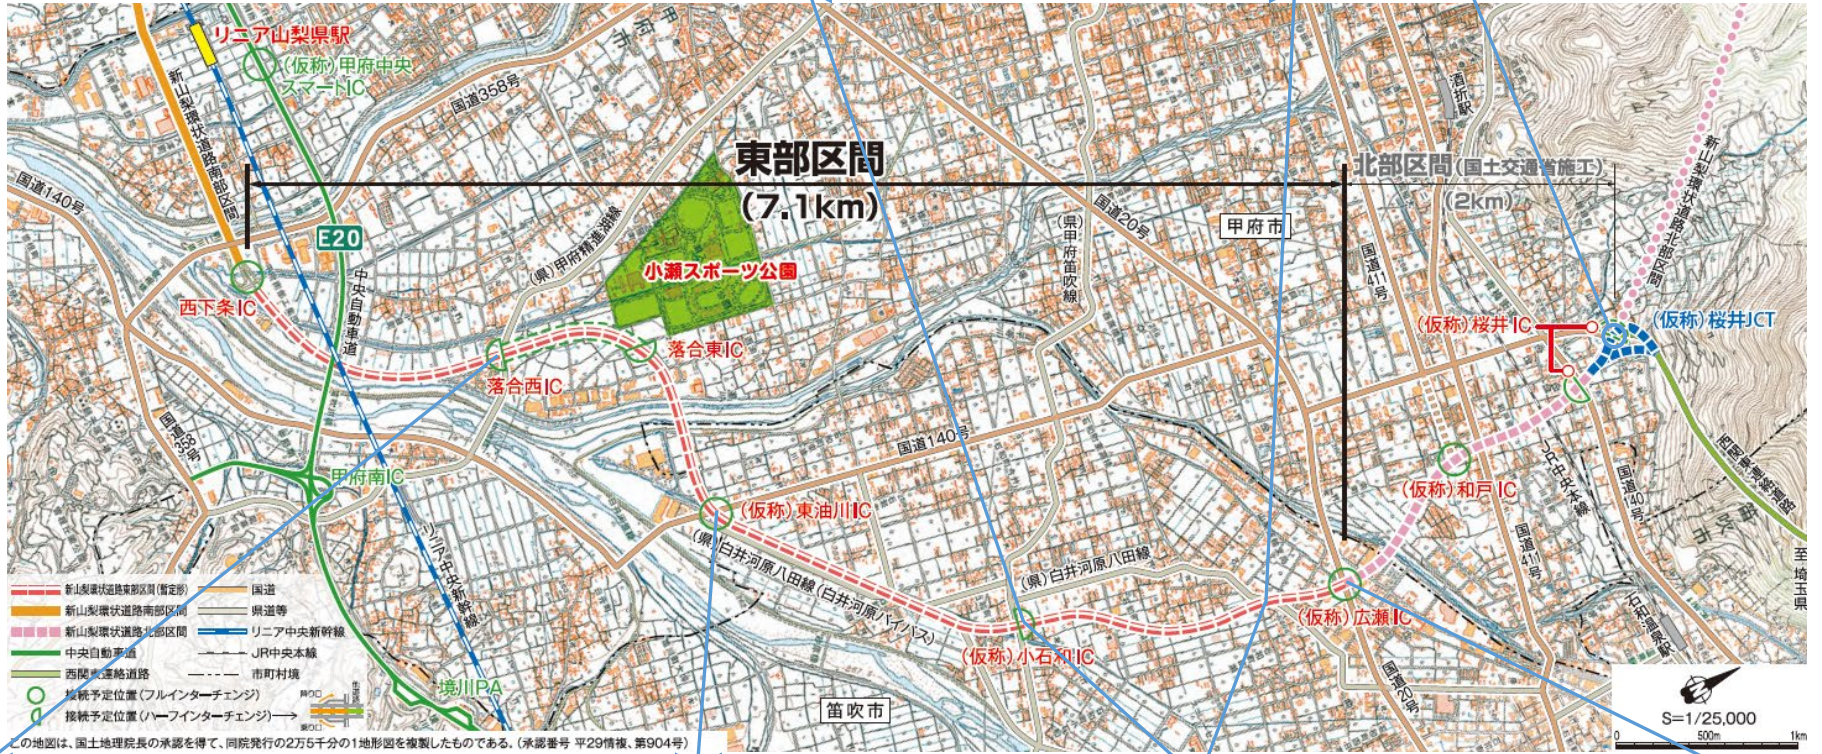 リニア山梨県駅
(仮称)甲府中央
スマートIC
新山梨環状道路南部区間
国道358号
甲府市
国道140号
東部区間
(7.1km)
北部区間(国土交通省施工)
(2km)
酒折駅
新山梨環状道路北部区間
国道20号
甲府市
(県)甲府笛吹線
国道411号
E20
中央自動車道
(県)甲府精進湖線
小瀬スポーツ公園
西下条IC
落合西IC
落合東IC
(仮称)桜井IC
(仮称)桜井JCT
国道358号
甲府南IC
リニア中央新幹線
国道140号
(仮称)東油川IC
(県)白井河原八田線(白井河原バイパス)
(県)白井河原八田線
(仮称)小石和IC
(仮称)広瀬IC
(仮称)和戸IC
国道411号
JR中央本線
国道140号
西関東連絡道路
至埼玉県
石和温泉駅
国道20号
笛吹市
境川PA
新山梨環状道路東部区間(暫定形)
国道
新山梨環状道路南部区間
県道等
新山梨環状道路北部区間
リニア中央新幹線
中央自動車道
JR中央本線
西関東連絡道路
市町村境
接続予定位置(フルインターチェンジ)
接続予定位置(ハーフインターチェンジ)→
降り口
乗り口
S=1/25,000
0 500m 1km
この地図は、国土地理院長の承認を得て、同院発行の2万5千分の1地形図を複製したものである。(承認番号 平29情複、第904号)